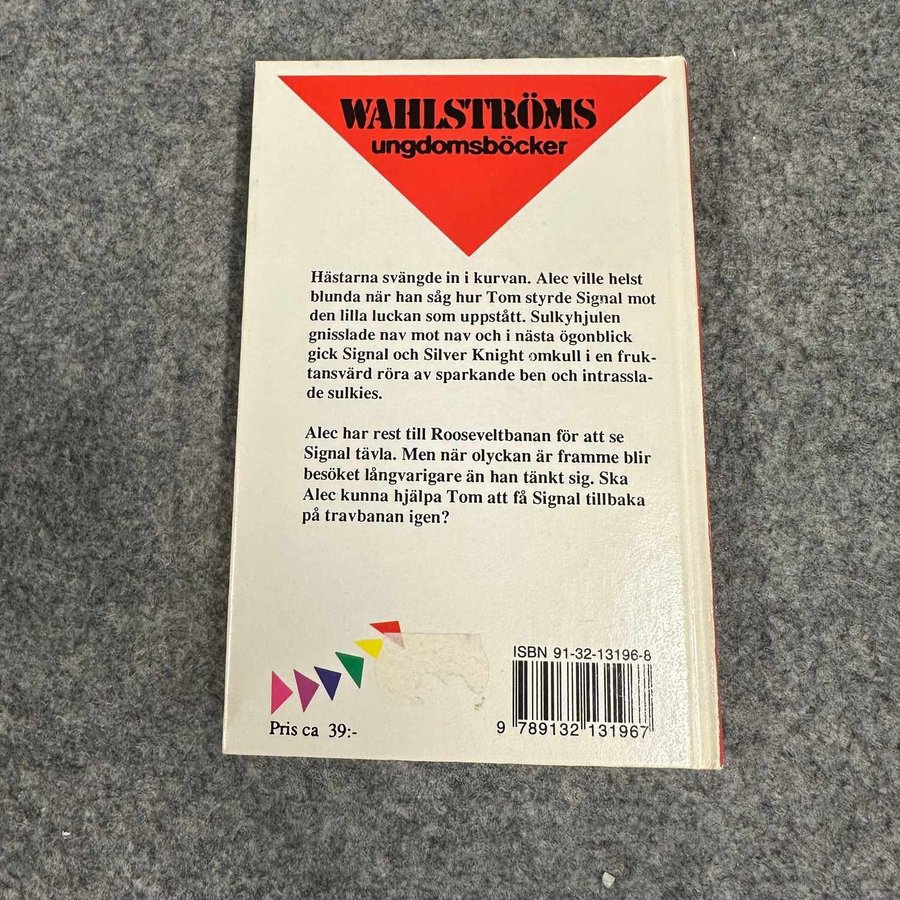 WAHLSTRÖMS
ungdomsböcker
Hästarna svängde in i kurvan. Alec ville helst
blunda när han såg hur Tom styrde Signal mot
den lilla luckan som uppstått. Sulkyhjulen
gnisslade nav mot nav och i nästa ögonblick
gick Signal och Silver Knight omkull i en fruk-
tansvärd röra av sparkande ben och intrassla-
de sulkies.
Alec har rest till Rooseveltbanan för att se
Signal tävla. Men när olyckan är framme blir
besöket långvarigare än han tänkt sig. Ska
Alec kunna hjälpa Tom att få Signal tillbaka
på travbanan igen?
ISBN 91-32-13196-8
9 789132 131967
Pris ca 39:-